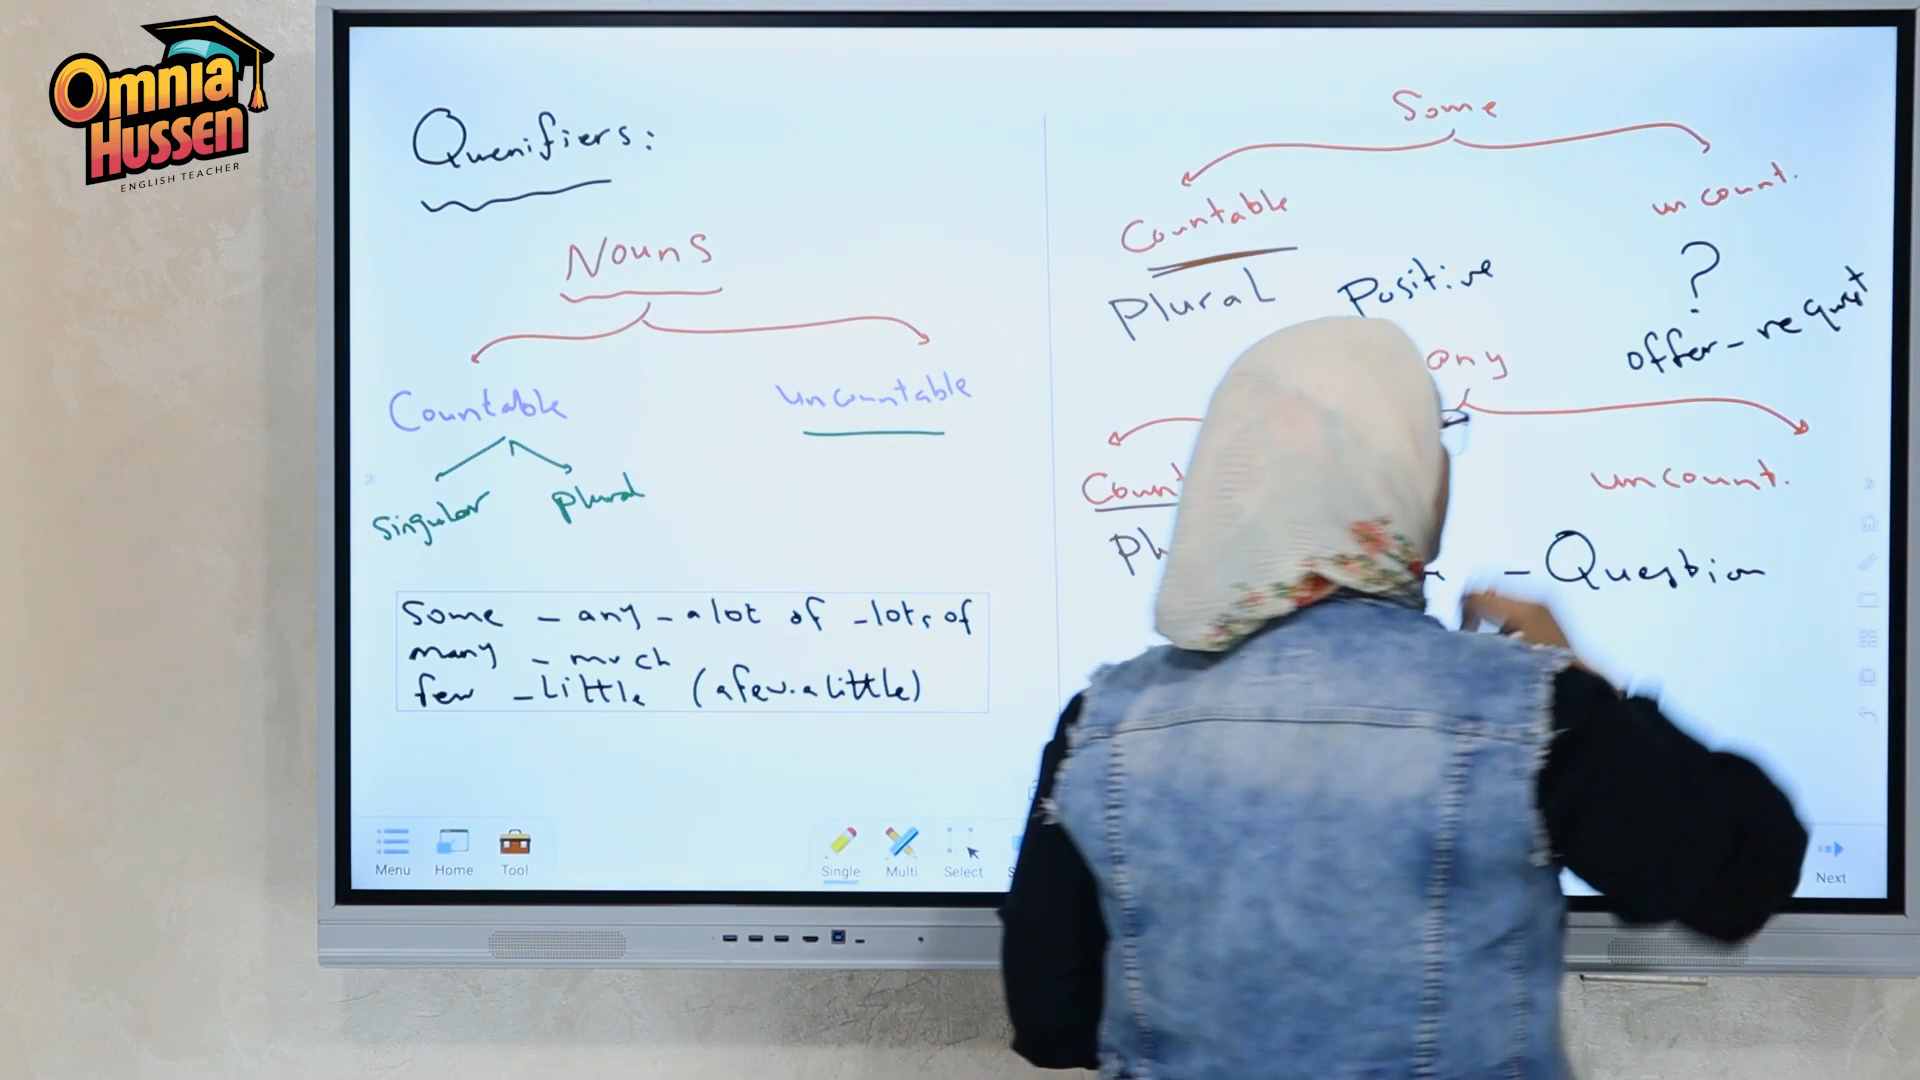 Omnia
Hussen
ENGLISH TEACHER
Quenifiers:
Nouns
Countable
uncountable
singular
plural
some - any - a lot of - lots of
many - much
few - little (a few. a little)
Some
Countable
un count.
Plural
Positive
?
offer - request
any
Count
uncount.
- Question
Menu
Home
Tool
Single
Multi
Select
Next